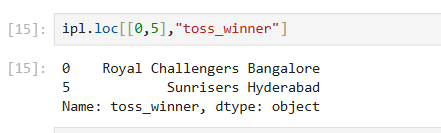 [15]: ipl.loc[[0,5],"toss_winner"]
[15]: 0    Royal Challengers Bangalore
5            Sunrisers Hyderabad
Name: toss_winner, dtype: object